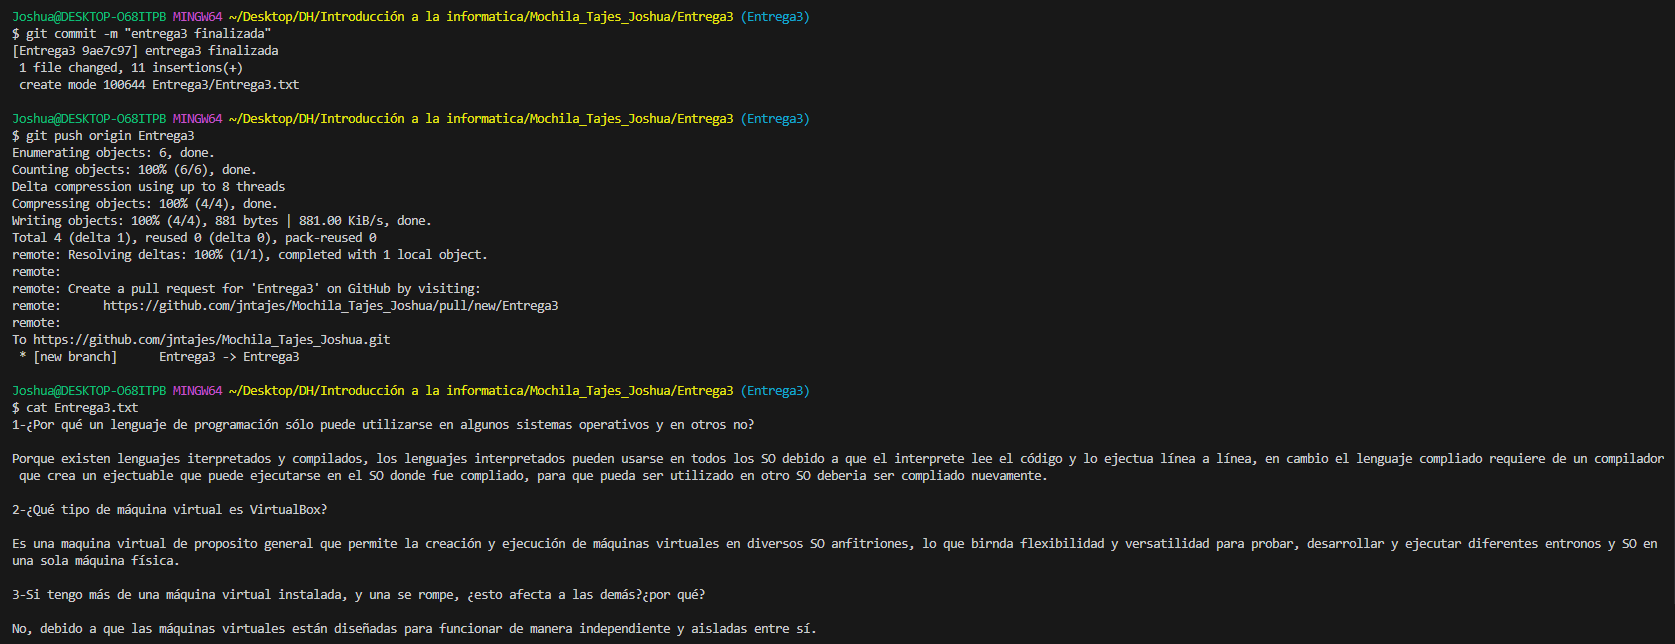 Joshua@DESKTOP-O68ITPB MINGW64 ~/Desktop/DH/Introducción a la informatica/Mochila_Tajes_Joshua/Entrega3 (Entrega3)
$ git commit -m "entrega3 finalizada"
[Entrega3 9ae7c97] entrega3 finalizada
 1 file changed, 11 insertions(+)
 create mode 100644 Entrega3/Entrega3.txt

Joshua@DESKTOP-O68ITPB MINGW64 ~/Desktop/DH/Introducción a la informatica/Mochila_Tajes_Joshua/Entrega3 (Entrega3)
$ git push origin Entrega3
Enumerating objects: 6, done.
Counting objects: 100% (6/6), done.
Delta compression using up to 8 threads
Compressing objects: 100% (4/4), done.
Writing objects: 100% (4/4), 881 bytes | 881.00 KiB/s, done.
Total 4 (delta 1), reused 0 (delta 0), pack-reused 0
remote: Resolving deltas: 100% (1/1), completed with 1 local object.
remote:
remote: Create a pull request for 'Entrega3' on GitHub by visiting:
remote:      https://github.com/jntajes/Mochila_Tajes_Joshua/pull/new/Entrega3
remote:
To https://github.com/jntajes/Mochila_Tajes_Joshua.git
 * [new branch]      Entrega3 -> Entrega3

Joshua@DESKTOP-O68ITPB MINGW64 ~/Desktop/DH/Introducción a la informatica/Mochila_Tajes_Joshua/Entrega3 (Entrega3)
$ cat Entrega3.txt
1-¿Por qué un lenguaje de programación sólo puede utilizarse en algunos sistemas operativos y en otros no?

Porque existen lenguajes iterpretados y compilados, los lenguajes interpretados pueden usarse en todos los SO debido a que el interprete lee el código y lo ejectua línea a línea, en cambio el lenguaje compliado requiere de un compilador
 que crea un ejectuable que puede ejecutarse en el SO donde fue compliado, para que pueda ser utilizado en otro SO deberia ser compliado nuevamente.

2-¿Qué tipo de máquina virtual es VirtualBox?

Es una maquina virtual de proposito general que permite la creación y ejecución de máquinas virtuales en diversos SO anfitriones, lo que birnda flexibilidad y versatilidad para probar, desarrollar y ejecutar diferentes entronos y SO en
una sola máquina física.

3-Si tengo más de una máquina virtual instalada, y una se rompe, ¿esto afecta a las demás?¿por qué?

No, debido a que las máquinas virtuales están diseñadas para funcionar de manera independiente y aisladas entre sí.